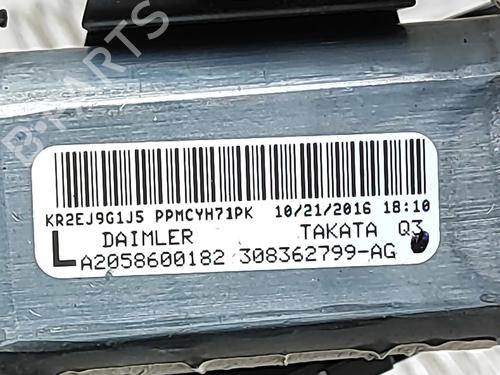 B-PARTS
KR2EJ9G1J5 PPMCYH71PK 10/21/2016 18:10
L DAIMLER TAKATA Q3
A2058600182 308362799-AG